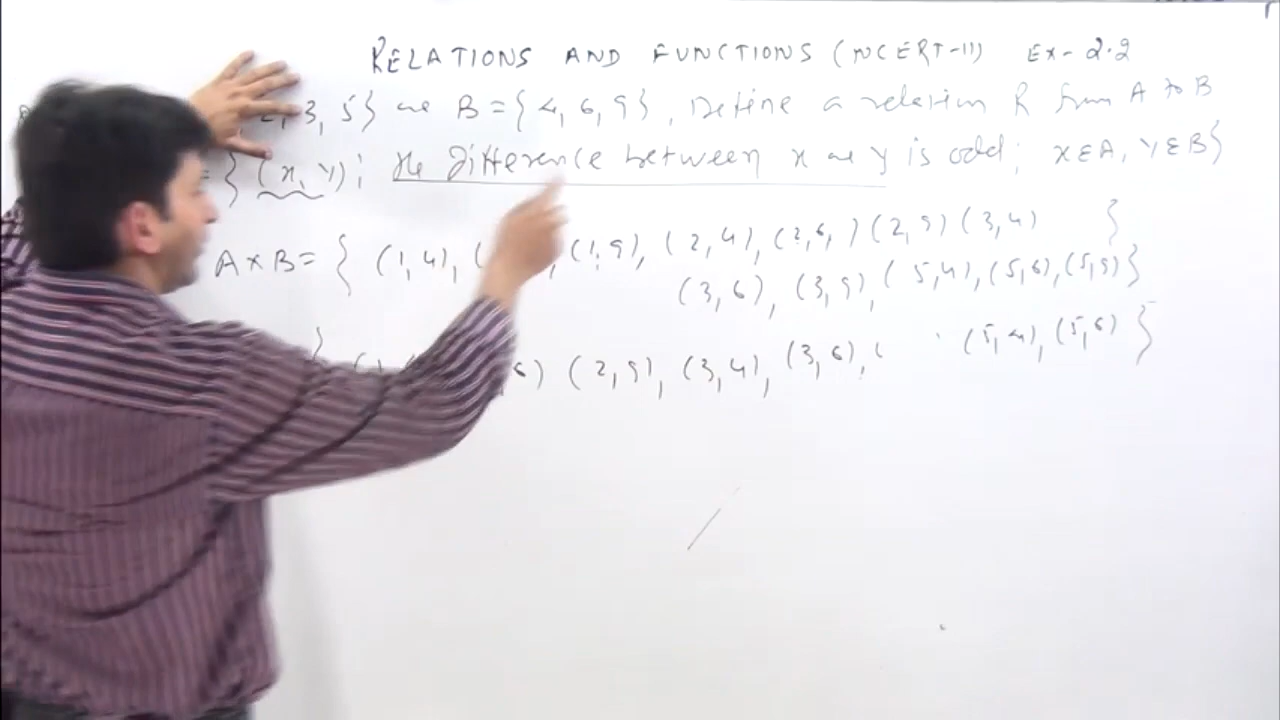 RELATIONS AND FUNCTIONS (NCERT-11) EX-2.2
2, 3, 5} B = {4, 6, 9}, Define a relation R from A to B
= {(x, y); the difference between x y is odd; x∈A, y∈B}
A×B = { (1,4), (1,9), (2,4), (2,6,) (2,9) (3,4) }
(3,6), (3,9), (5,4), (5,6), (5,9)}
{ 6) (2,9), (3,4), (3,6), ( (5,4), (5,6) }